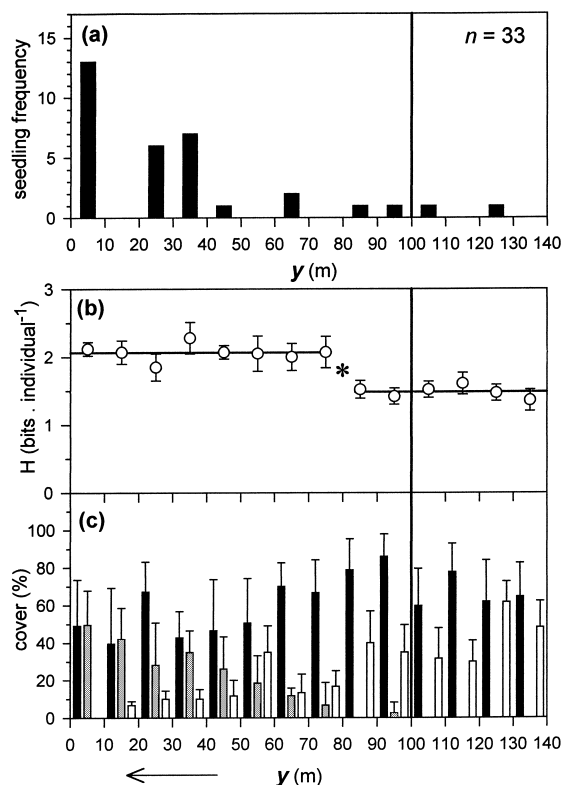 (a)
n = 33
seedling frequency
15
10
5
0
0 10 20 30 40 50 60 70 80 90 100 110 120 130 140
y (m)
(b)
H (bits . individual⁻¹)
3
2
1
0
*
(c)
cover (%)
100
80
60
40
20
0
0 10 20 30 40 50 60 70 80 90 100 110 120 130 140
y (m)